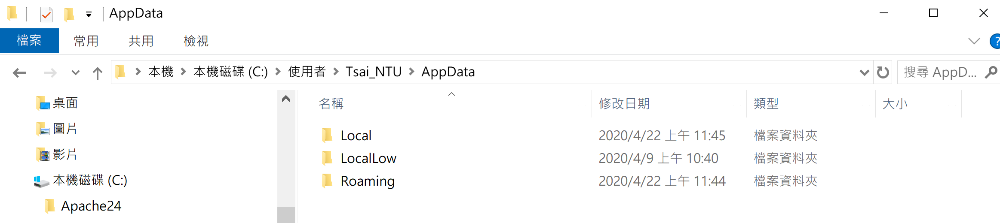 AppData
檔案 常用 共用 檢視
本機 本機磁碟 (C:) 使用者 Tsai_NTU AppData
搜尋 AppD...
桌面
圖片
影片
本機磁碟 (C:)
Apache24
名稱 修改日期 類型 大小
Local 2020/4/22 上午 11:45 檔案資料夾
LocalLow 2020/4/9 上午 10:40 檔案資料夾
Roaming 2020/4/22 上午 11:44 檔案資料夾